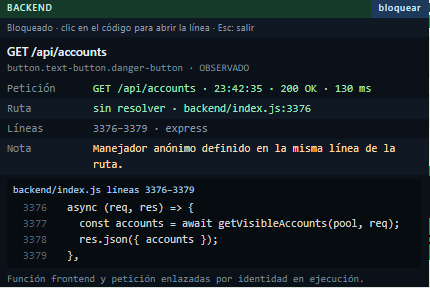 BACKEND bloquear
Bloqueado · clic en el código para abrir la línea · Esc: salir
GET /api/accounts
button.text-button.danger-button · OBSERVADO
Petición GET /api/accounts · 23:42:35 · 200 OK · 130 ms
Ruta sin resolver · backend/index.js:3376
Líneas 3376–3379 · express
Nota Manejador anónimo definido en la misma línea de la
ruta.
backend/index.js líneas 3376–3379
3376 async (req, res) => {
3377 const accounts = await getVisibleAccounts(pool, req);
3378 res.json({ accounts });
3379 },
Función frontend y petición enlazadas por identidad en ejecución.